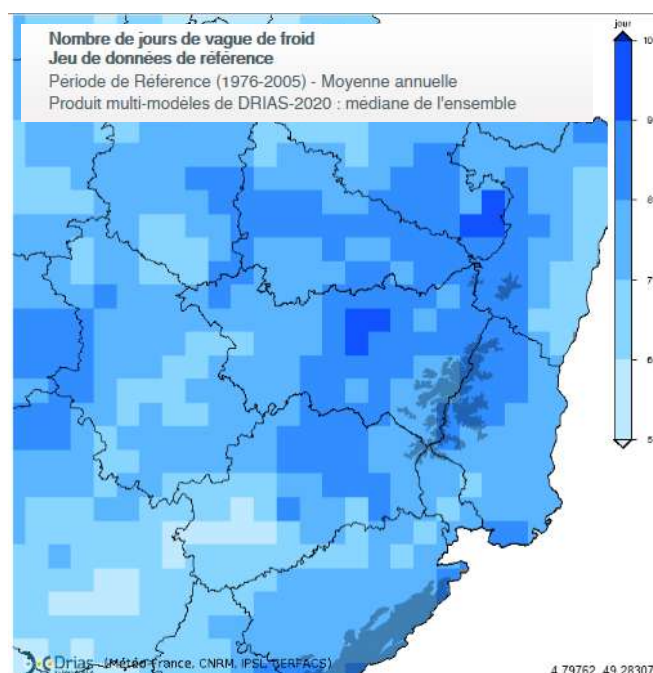 Nombre de jours de vague de froid
Jeu de données de référence
Période de Référence (1976-2005) - Moyenne annuelle
Produit multi-modèles de DRIAS-2020 : médiane de l'ensemble
jour
10
9
8
7
6
5
Drias (Météo France, CNRM, IPSL, CERFACS)
4.79762, 49.28307